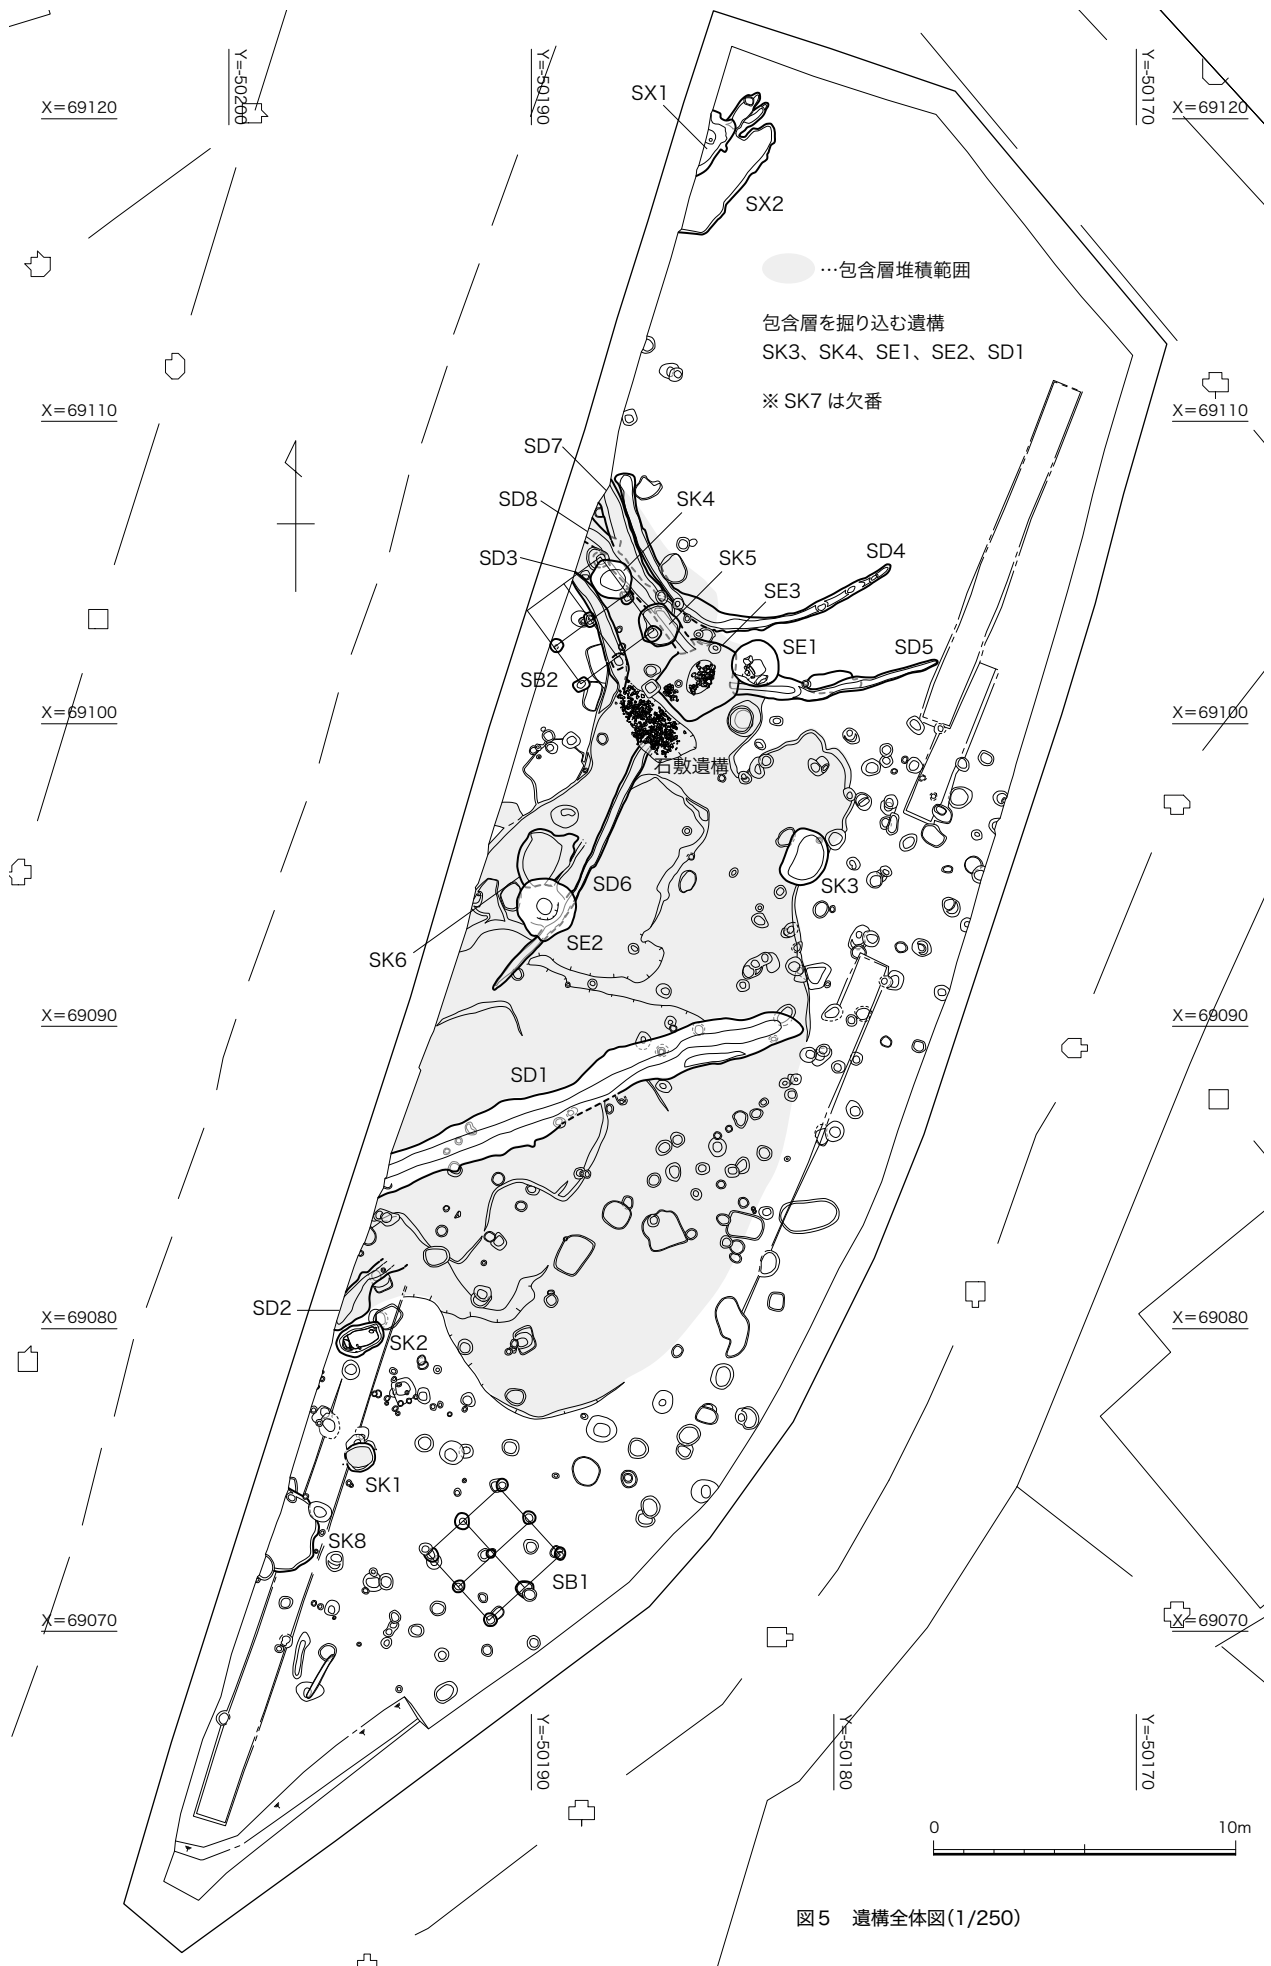 Y=-50200
Y=-50190
Y=-50170
X=69120
X=69120
SX1
SX2
…包含層堆積範囲
包含層を掘り込む遺構
SK3、SK4、SE1、SE2、SD1
※ SK7 は欠番
X=69110
X=69110
SD7
SD8
SK4
SD3
SK5
SD4
SE3
SE1
SD5
SB2
X=69100
X=69100
石敷遺構
SD6
SK3
SE2
SK6
X=69090
X=69090
SD1
SD2
X=69080
X=69080
SK2
SK1
SK8
SB1
X=69070
X=69070
Y=-50190
Y=-50180
Y=-50170
0 10m
図5 遺構全体図(1/250)